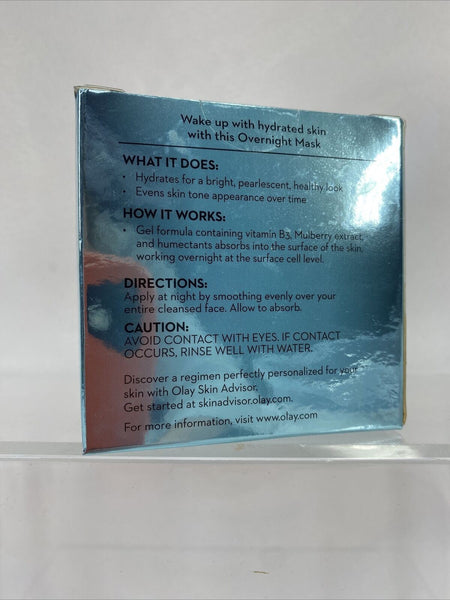 Wake up with hydrated skin
with this Overnight Mask
WHAT IT DOES:
• Hydrates for a bright, pearlescent, healthy look
• Evens skin tone appearance over time
HOW IT WORKS:
• Gel formula containing vitamin B3, Mulberry extract,
and humectants absorbs into the surface of the skin,
working overnight at the surface cell level.
DIRECTIONS:
Apply at night by smoothing evenly over your
entire cleansed face. Allow to absorb.
CAUTION:
AVOID CONTACT WITH EYES. IF CONTACT
OCCURS, RINSE WELL WITH WATER.
Discover a regimen perfectly personalized for your
skin with Olay Skin Advisor.
Get started at skinadvisor.olay.com.
For more information, visit www.olay.com